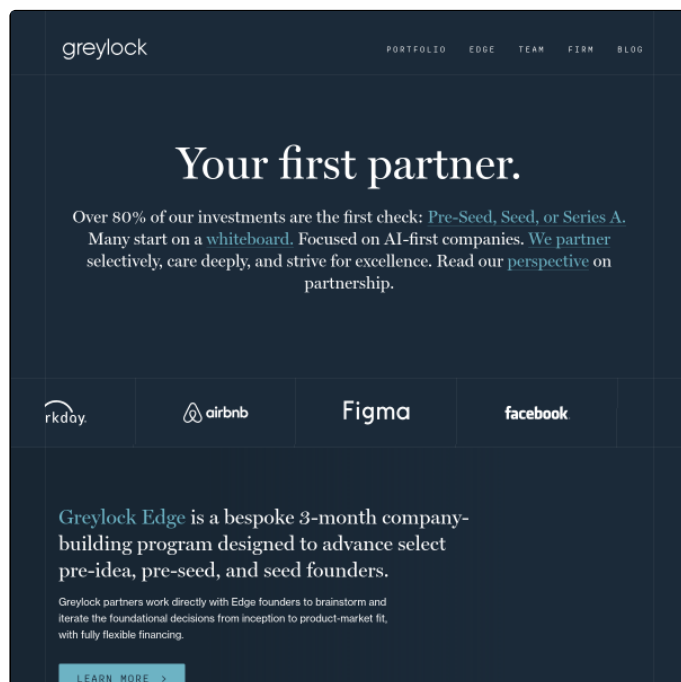 greylock
PORTFOLIO EDGE TEAM FIRM BLOG
Your first partner.
Over 80% of our investments are the first check: Pre-Seed, Seed, or Series A.
Many start on a whiteboard. Focused on AI-first companies. We partner
selectively, care deeply, and strive for excellence. Read our perspective on
partnership.
rkday. airbnb Figma facebook
Greylock Edge is a bespoke 3-month company-
building program designed to advance select
pre-idea, pre-seed, and seed founders.
Greylock partners work directly with Edge founders to brainstorm and
iterate the foundational decisions from inception to product-market fit,
with fully flexible financing.
LEARN MORE >